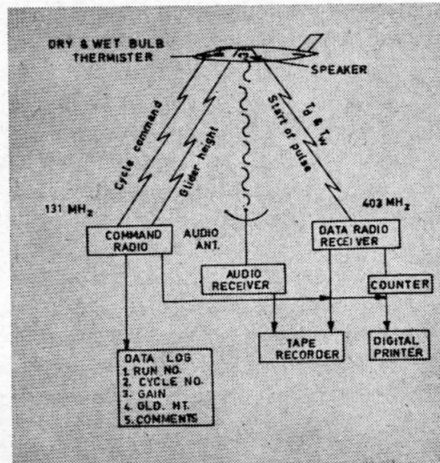 DRY & WET BULB
THERMISTER
SPEAKER
Cycle command
Glider height
Td & Tw
Start of pulse
131 MHz
403 MHz
COMMAND
RADIO
AUDIO
ANT.
DATA RADIO
RECEIVER
AUDIO
RECEIVER
COUNTER
DATA LOG
1. RUN NO.
2. CYCLE NO.
3. GAIN
4. GLD. HT.
5. COMMENTS
TAPE
RECORDER
DIGITAL
PRINTER